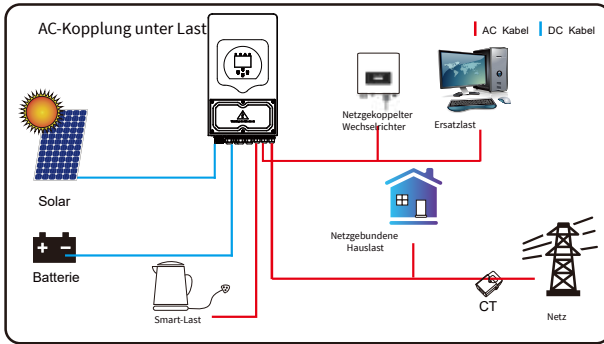 AC-Kopplung unter Last
AC Kabel
DC Kabel
Netzgekoppelter
Wechselrichter
Ersatzlast
Solar
Netzgebundene
Hauslast
Batterie
Smart-Last
CT
Netz